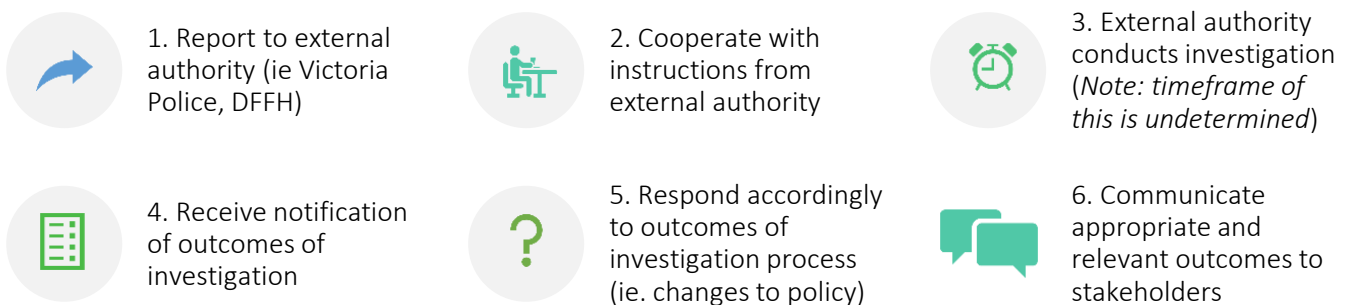 1. Report to external
authority (ie Victoria
Police, DFFH)
2. Cooperate with
instructions from
external authority
3. External authority
conducts investigation
(Note: timeframe of
this is undetermined)
4. Receive notification
of outcomes of
investigation
5. Respond accordingly
to outcomes of
investigation process
(ie. changes to policy)
6. Communicate
appropriate and
relevant outcomes to
stakeholders